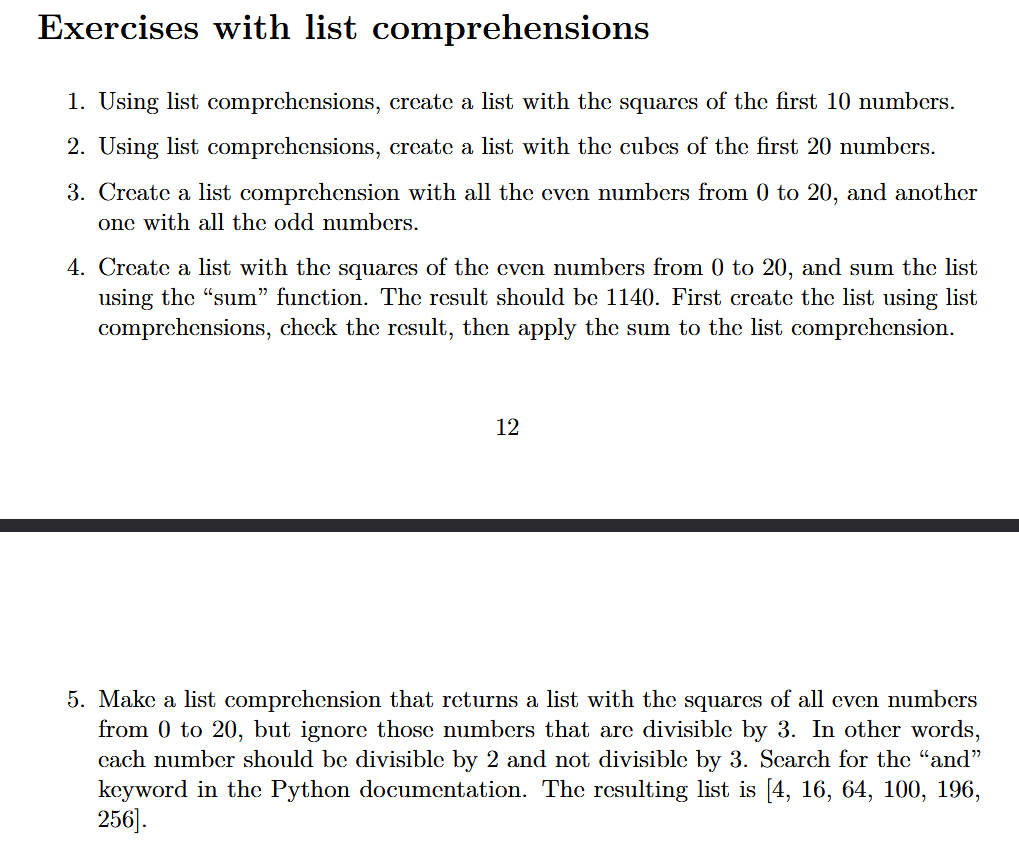 Exercises with list comprehensions
1. Using list comprehensions, create a list with the squares of the first 10 numbers.
2. Using list comprehensions, create a list with the cubes of the first 20 numbers.
3. Create a list comprehension with all the even numbers from 0 to 20, and another
one with all the odd numbers.
4. Create a list with the squares of the even numbers from 0 to 20, and sum the list
using the “sum” function. The result should be 1140. First create the list using list
comprehensions, check the result, then apply the sum to the list comprehension.
12
5. Make a list comprehension that returns a list with the squares of all even numbers
from 0 to 20, but ignore those numbers that are divisible by 3. In other words,
each number should be divisible by 2 and not divisible by 3. Search for the “and”
keyword in the Python documentation. The resulting list is [4, 16, 64, 100, 196,
256].